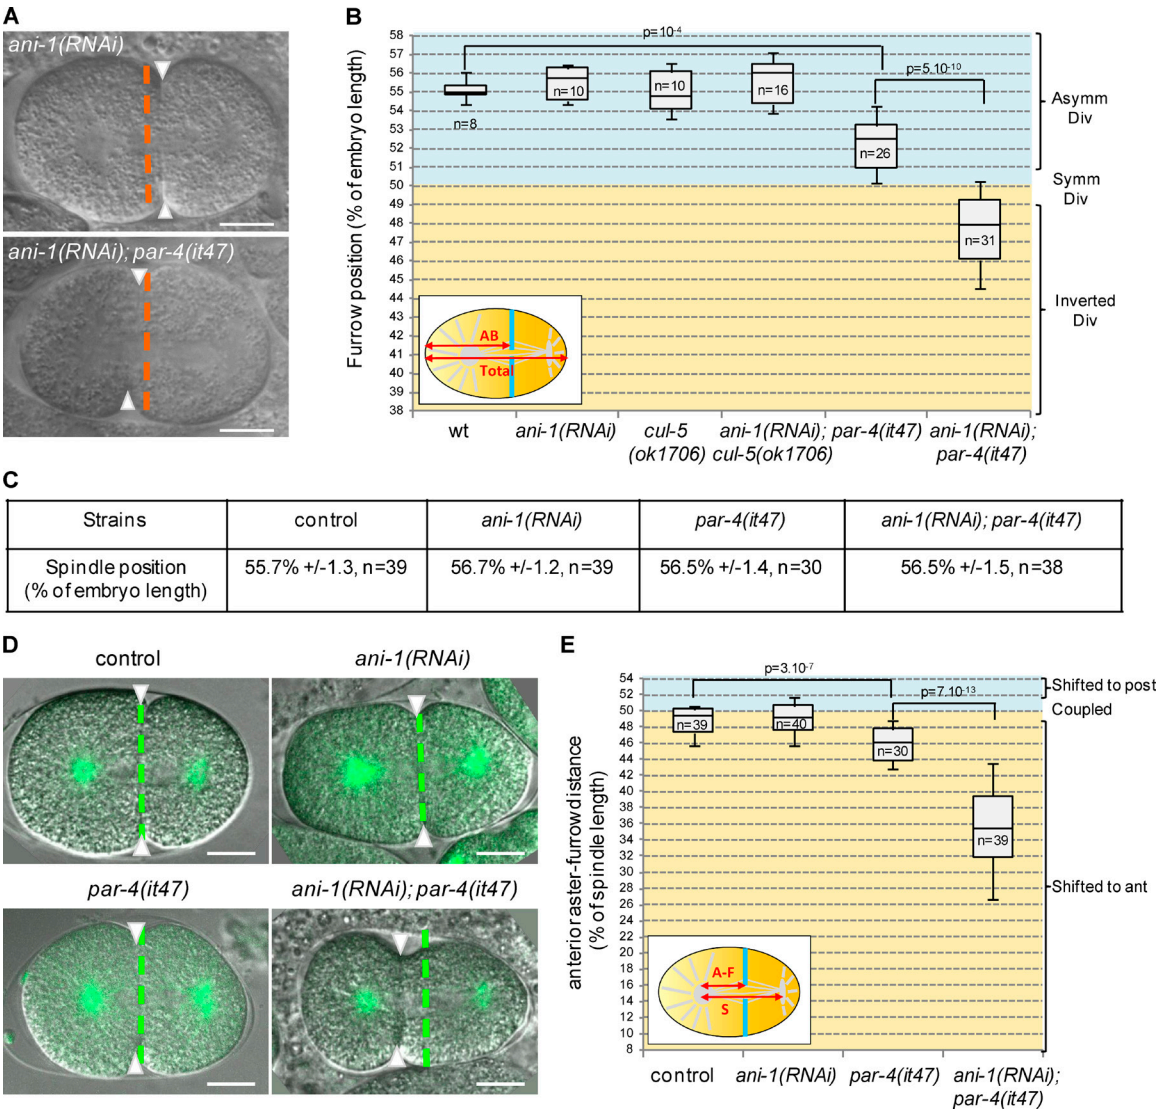 A
ani-1(RNAi)
ani-1(RNAi); par-4(it47)
B
Furrow position (% of embryo length)
58
57
56
55
54
53
52
51
50
49
48
47
46
45
44
43
42
41
40
39
38
p=10-4
p=5.10-10
n=8
n=10
n=10
n=16
n=26
n=31
Asymm
Div
Symm
Div
Inverted
Div
AB
Total
wt
ani-1(RNAi)
cul-5
(ok1706)
ani-1(RNAi);
cul-5(ok1706)
par-4(it47)
ani-1(RNAi);
par-4(it47)
C
Strains control ani-1(RNAi) par-4(it47) ani-1(RNAi); par-4(it47)
Spindle position
(% of embryo length)
55.7% +/-1.3, n=39 56.7% +/-1.2, n=39 56.5% +/-1.4, n=30 56.5% +/-1.5, n=38
D
control
ani-1(RNAi)
par-4(it47)
ani-1(RNAi); par-4(it47)
E
anterior aster-furrow distance
(% of spindle length)
54
52
50
48
46
44
42
40
38
36
34
32
30
28
26
24
22
20
18
16
14
12
10
8
p=3.10-7
p=7.10-13
n=39
n=40
n=30
n=39
Shifted to post
Coupled
Shifted to ant
A-F
S
control
ani-1(RNAi)
par-4(it47)
ani-1(RNAi);
par-4(it47)